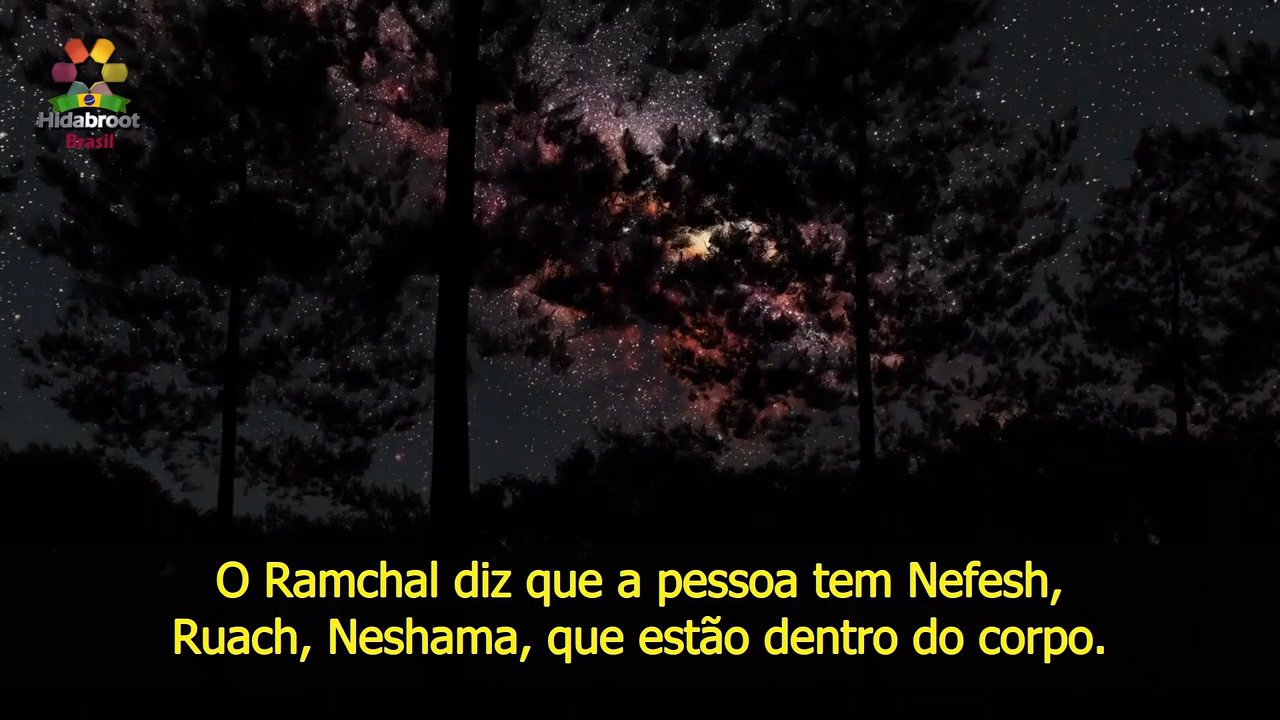 Hidabroot
Brasil
O Ramchal diz que a pessoa tem Nefesh,
Ruach, Neshama, que estão dentro do corpo.